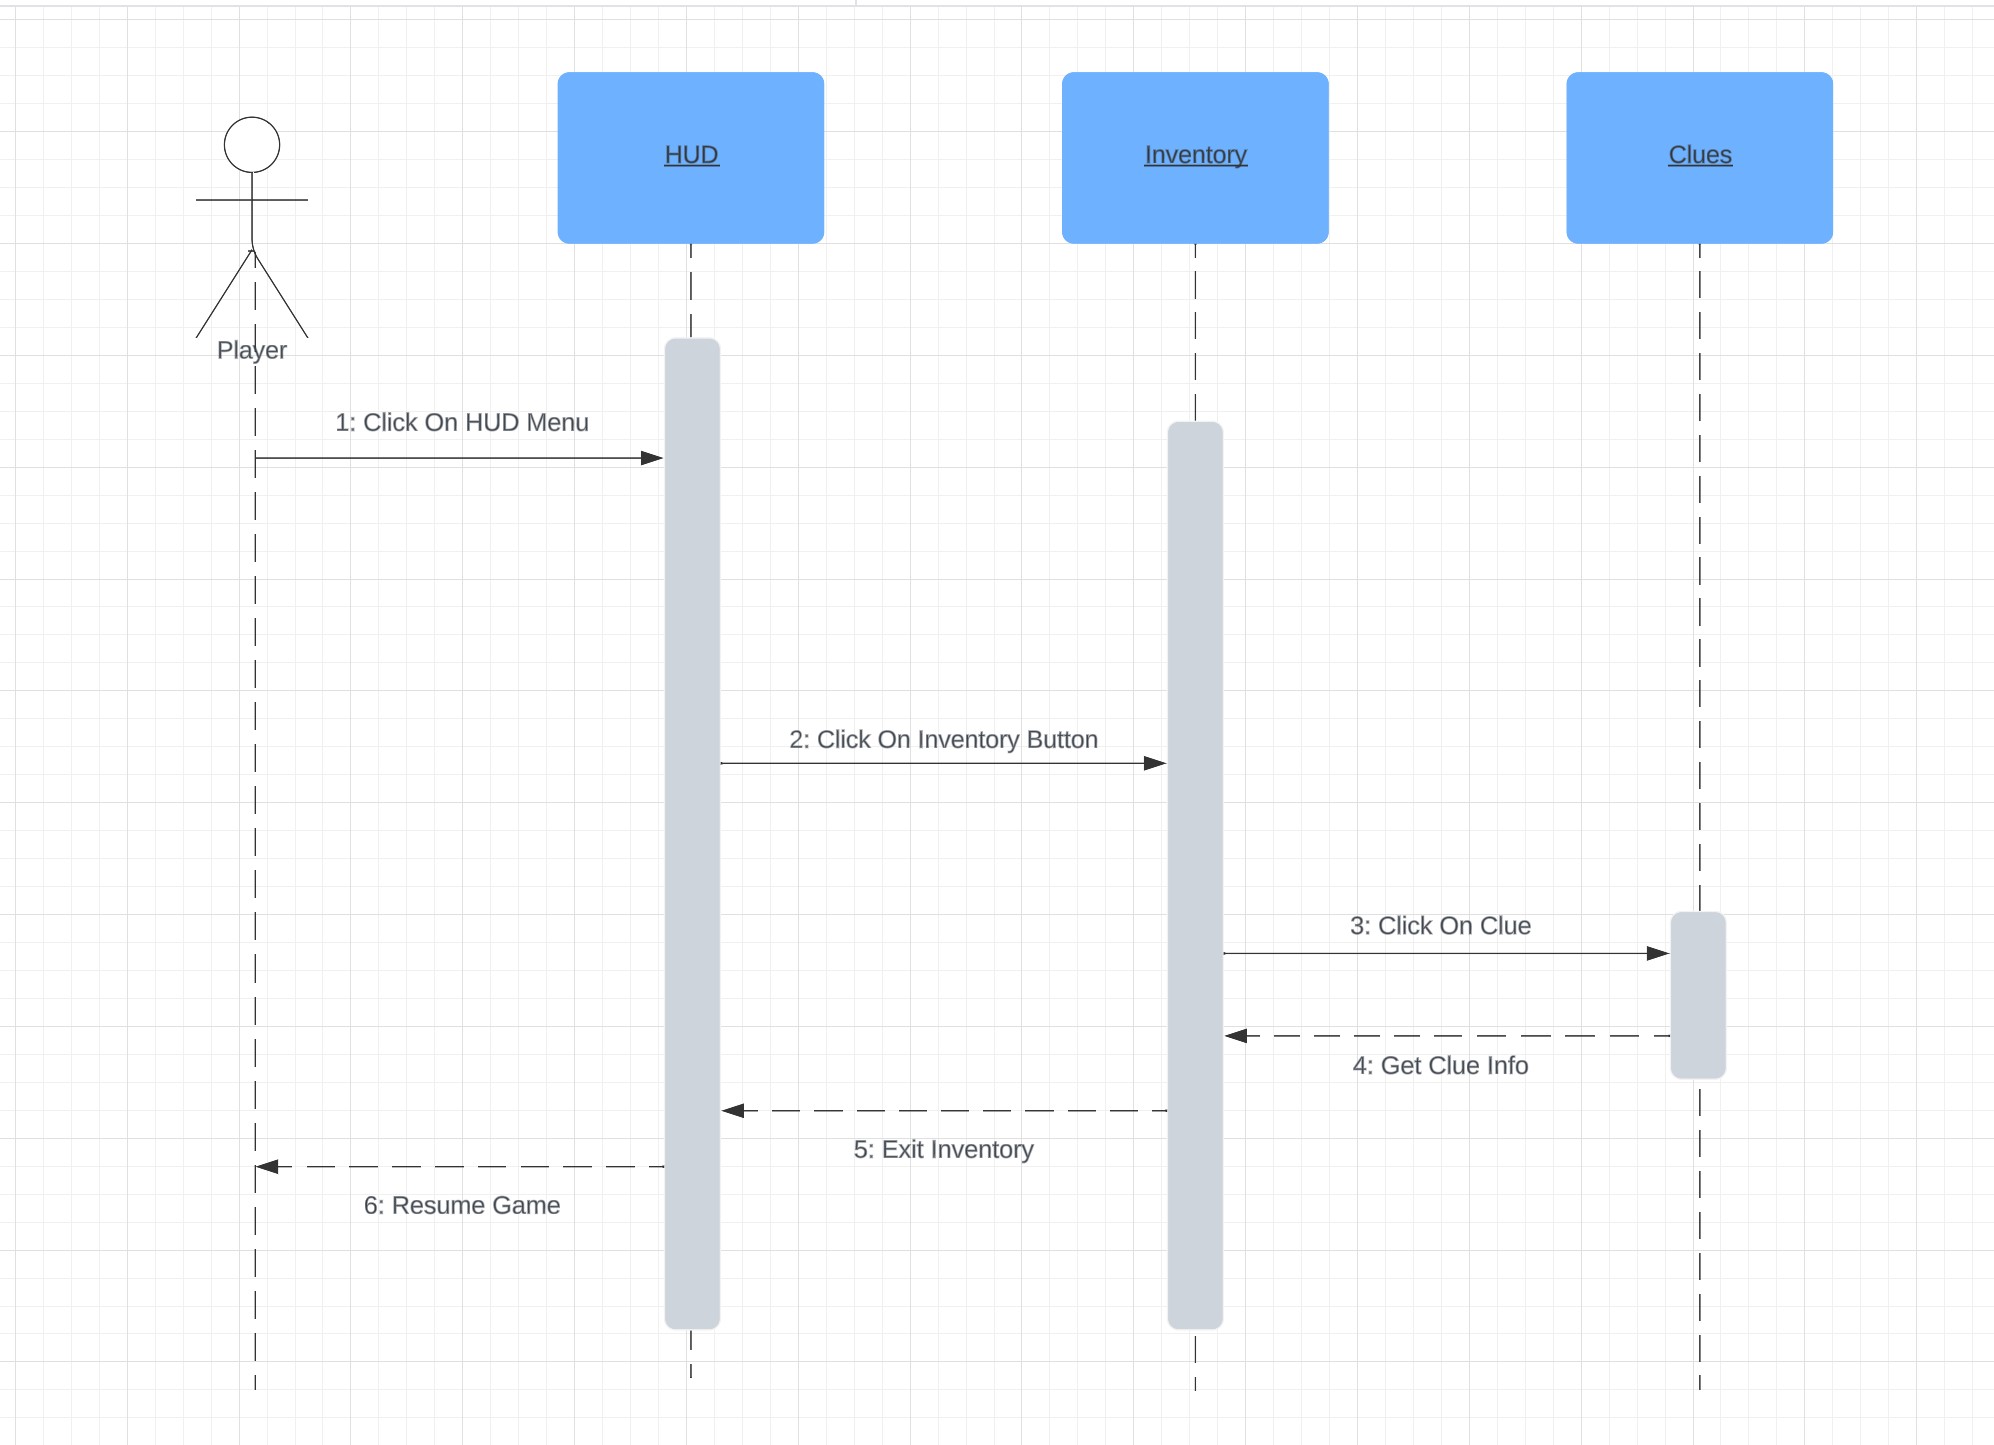 HUD
Inventory
Clues
Player
1: Click On HUD Menu
2: Click On Inventory Button
3: Click On Clue
4: Get Clue Info
5: Exit Inventory
6: Resume Game